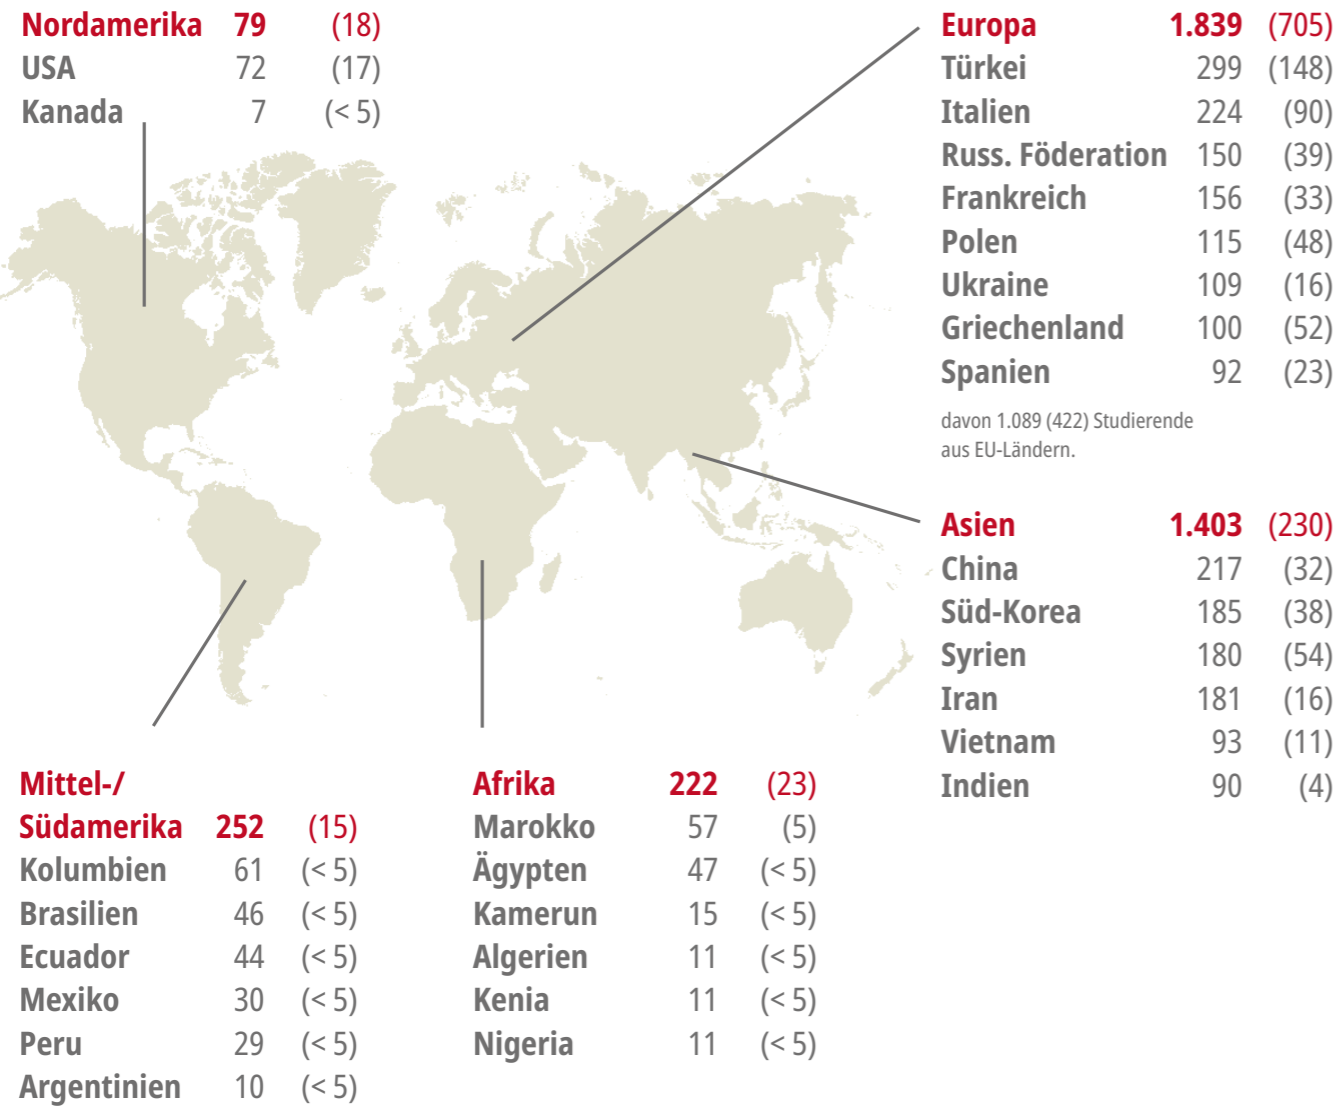 Nordamerika 79 (18)
USA 72 (17)
Kanada 7 (< 5)
Europa 1.839 (705)
Türkei 299 (148)
Italien 224 (90)
Russ. Föderation 150 (39)
Frankreich 156 (33)
Polen 115 (48)
Ukraine 109 (16)
Griechenland 100 (52)
Spanien 92 (23)
davon 1.089 (422) Studierende
aus EU-Ländern.
Asien 1.403 (230)
China 217 (32)
Süd-Korea 185 (38)
Syrien 180 (54)
Iran 181 (16)
Vietnam 93 (11)
Indien 90 (4)
Mittel-/
Südamerika 252 (15)
Kolumbien 61 (< 5)
Brasilien 46 (< 5)
Ecuador 44 (< 5)
Mexiko 30 (< 5)
Peru 29 (< 5)
Argentinien 10 (< 5)
Afrika 222 (23)
Marokko 57 (5)
Ägypten 47 (< 5)
Kamerun 15 (< 5)
Algerien 11 (< 5)
Kenia 11 (< 5)
Nigeria 11 (< 5)